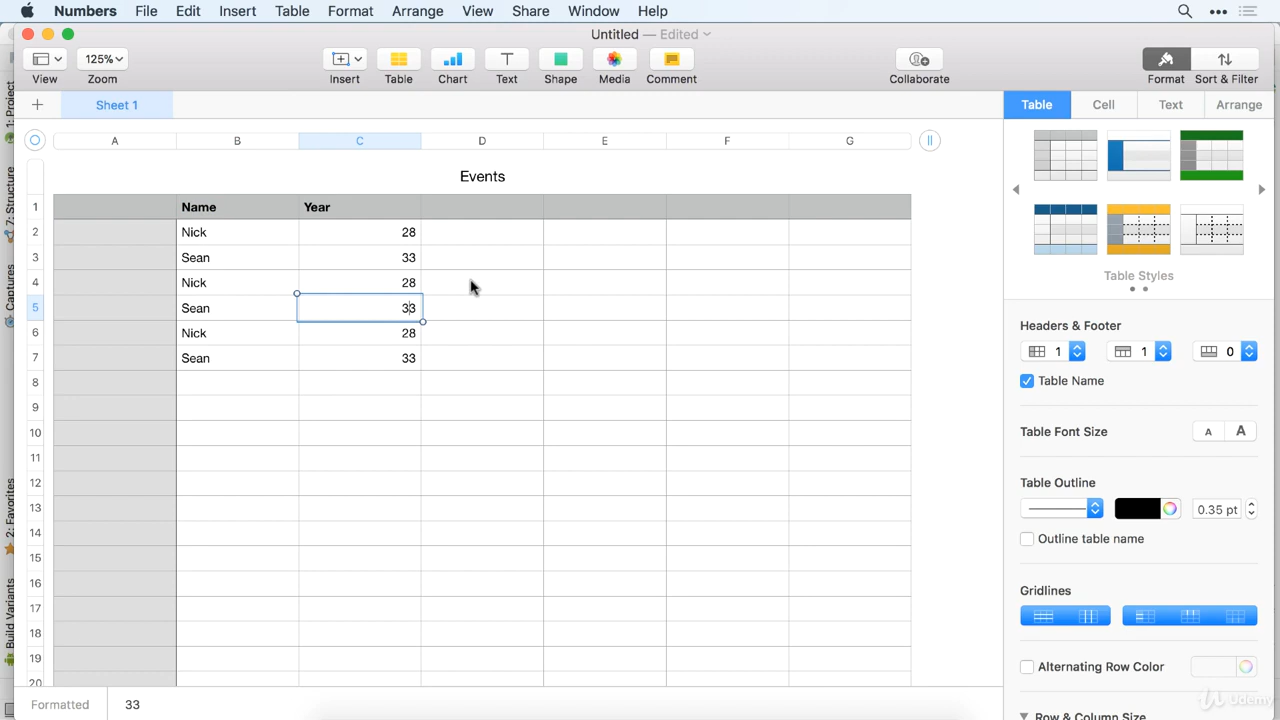 Numbers File Edit Insert Table Format Arrange View Share Window Help
Untitled — Edited
125%
View Zoom Insert Table Chart Text Shape Media Comment Collaborate Format Sort & Filter
Sheet 1
Table Cell Text Arrange
A B C D E F G
Events
1 Name Year
2 Nick 28
3 Sean 33
4 Nick 28
5 Sean 33
6 Nick 28
7 Sean 33
8
9
10
11
12
13
14
15
16
17
18
19
20
Table Styles
Headers & Footer
1 1 0
Table Name
Table Font Size A A
Table Outline
0.35 pt
Outline table name
Gridlines
Alternating Row Color
Row & Column Size
Formatted 33
1: Project
7: Structure
Captures
2: Favorites
Build Variants
Udemy